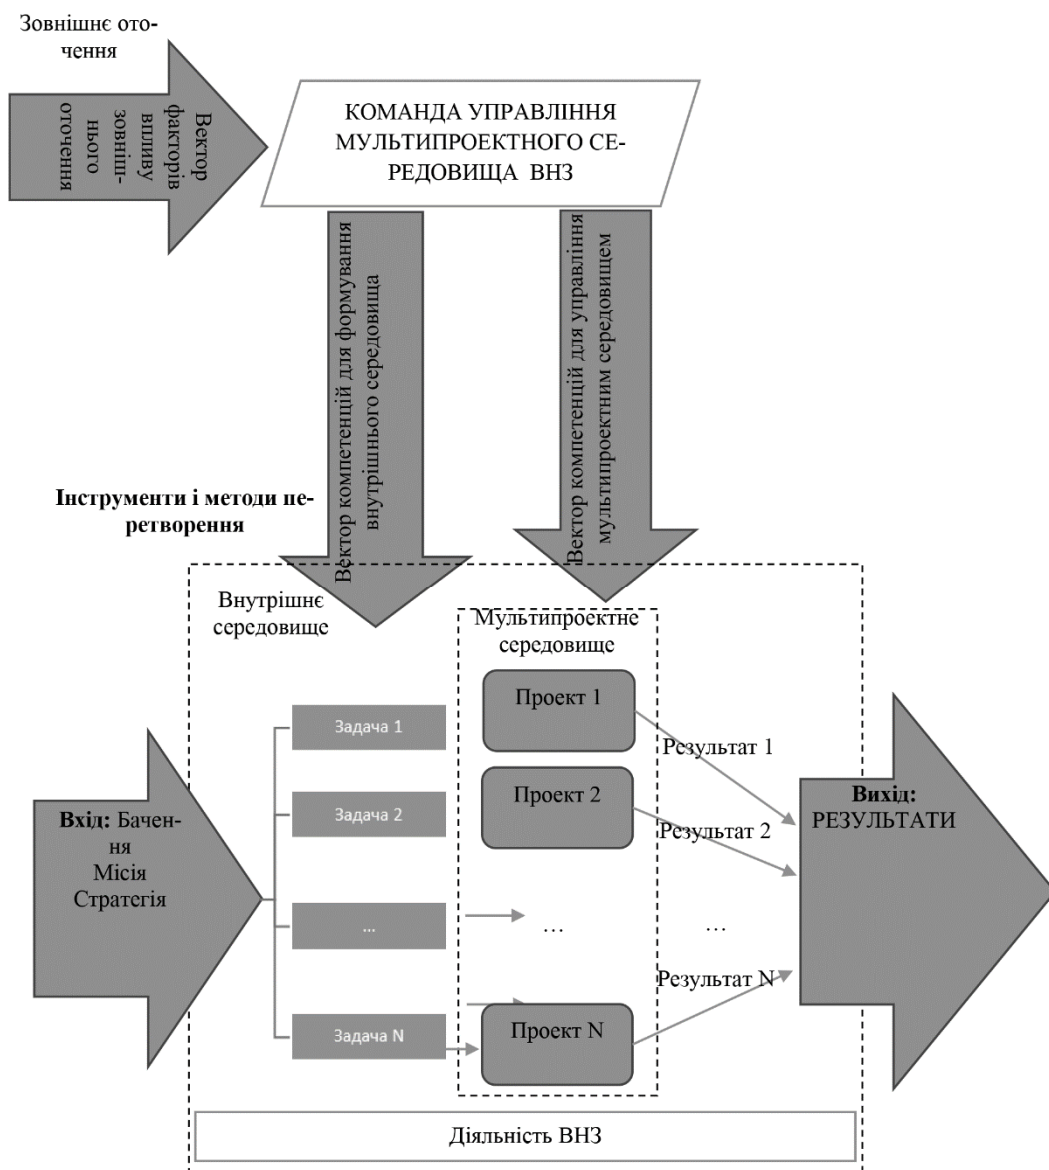 Зовнішнє ото-
чення
Вектор
факторів
впливу
зовніш-
нього
оточення
КОМАНДА УПРАВЛІННЯ
МУЛЬТИПРОЕКТНОГО СЕ-
РЕДОВИЩА ВНЗ
Вектор компетенцій для формування
внутрішнього середовища
Вектор компетенцій для управління
мультипроектним середовищем
Інструменти і методи пе-
ретворення
Внутрішнє
середовище
Мультипроектне
середовище
Задача 1
Проект 1
Результат 1
Задача 2
Проект 2
Результат 2
Вхід: Бачен-
ня
Місія
Стратегія
Вихід:
РЕЗУЛЬТАТИ
...
…
…
Результат N
Задача N
Проект N
Діяльність ВНЗ